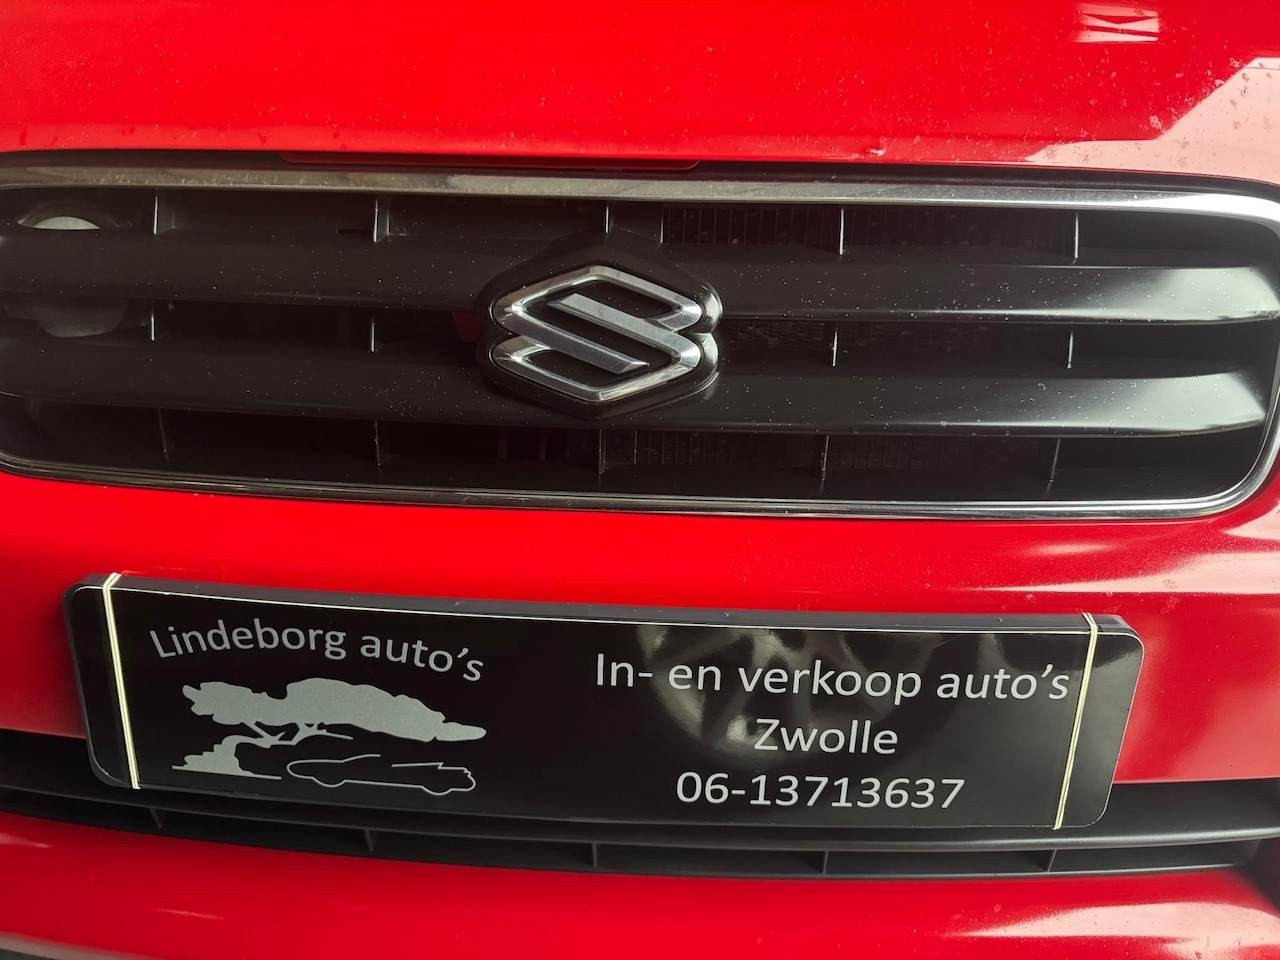 Lindeborg auto's
In- en verkoop auto's
Zwolle
06-13713637